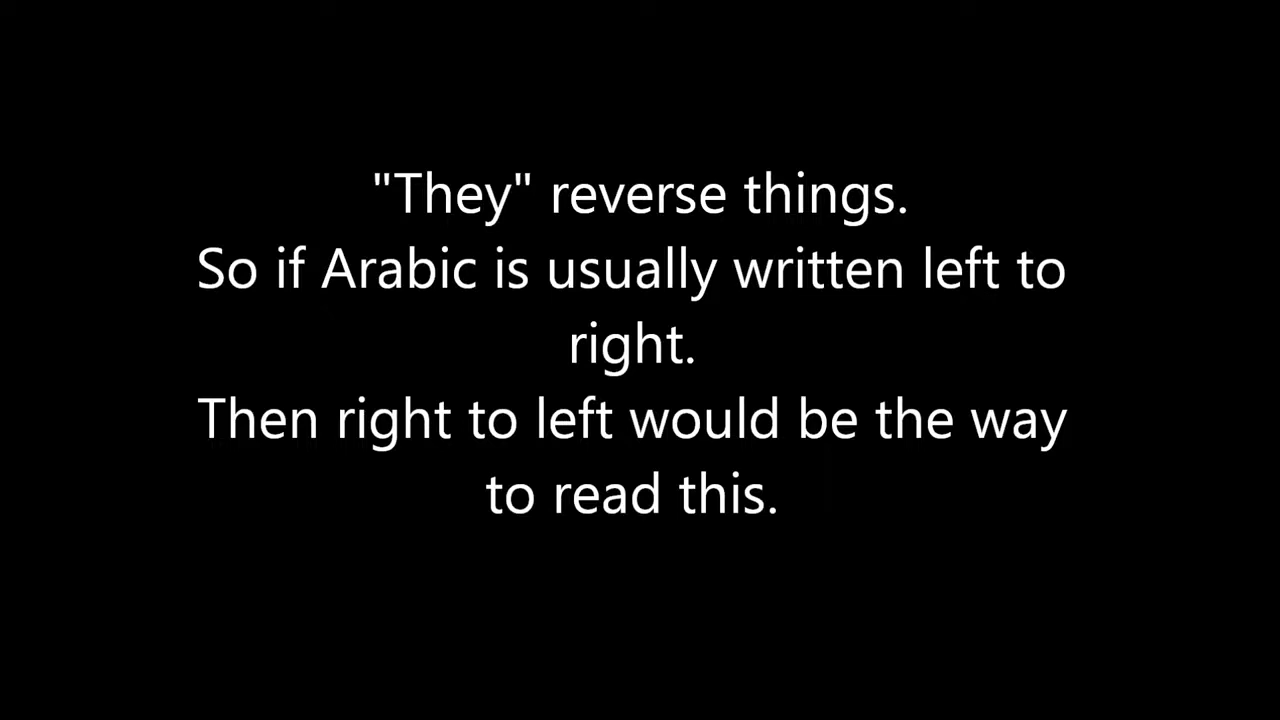 "They" reverse things.
So if Arabic is usually written left to
right.
Then right to left would be the way
to read this.